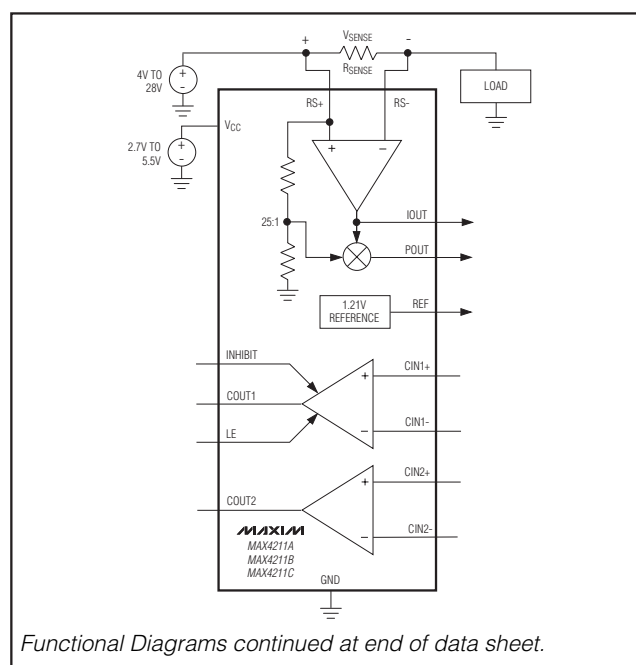 + VSENSE -
RSENSE
4V TO
28V
+
-
LOAD
RS+ RS-
VCC
2.7V TO
5.5V
+
-
+ −
25:1
IOUT
POUT
1.21V
REFERENCE
REF
INHIBIT
COUT1
LE
+
−
CIN1+
CIN1-
COUT2
+
−
CIN2+
CIN2-
MAXIM
MAX4211A
MAX4211B
MAX4211C
GND
Functional Diagrams continued at end of data sheet.